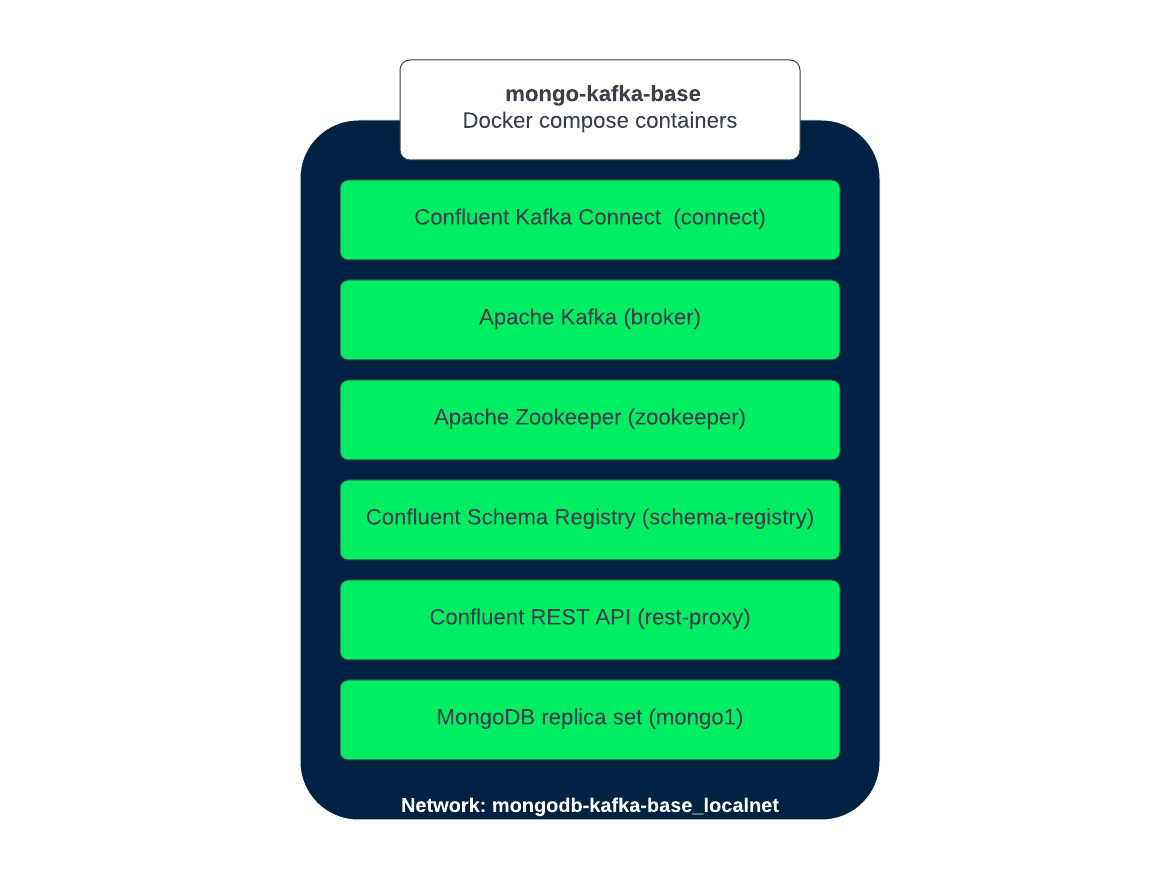 mongo-kafka-base
Docker compose containers
Confluent Kafka Connect  (connect)
Apache Kafka (broker)
Apache Zookeeper (zookeeper)
Confluent Schema Registry (schema-registry)
Confluent REST API (rest-proxy)
MongoDB replica set (mongo1)
Network: mongodb-kafka-base_localnet